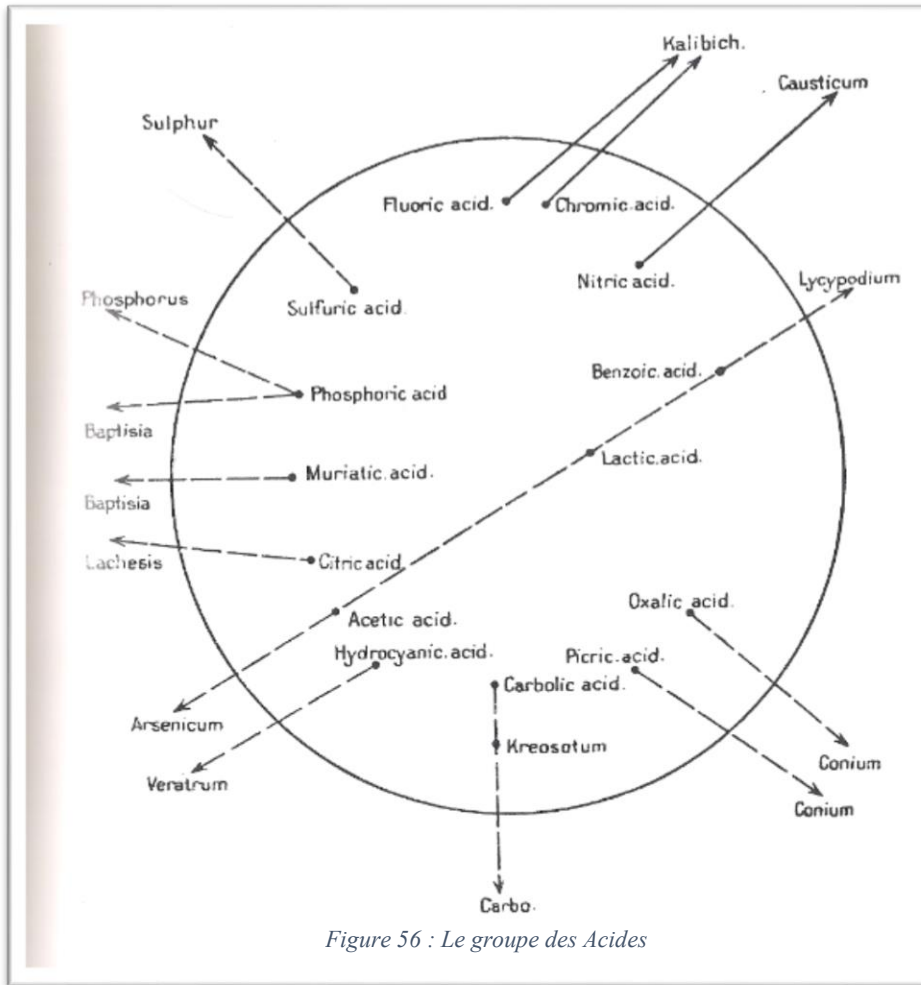 Kalibich.
Causticum
Sulphur
Fluoric acid.
Chromic.acid.
Nitric acid.
Lycypodium
Phosphorus
Sulfuric acid.
Benzoic.acid.
Phosphoric acid
Baptisia
Lactic.acid.
Muriatic.acid.
Baptisia
Lachesis
Citric acid
Oxalic acid.
Acetic acid.
Hydrocyanic.acid.
Picric.acid.
Carbolic acid.
Arsenicum
Kreosotum
Conium
Veratrum
Conium
Carbo.
Figure 56 : Le groupe des Acides